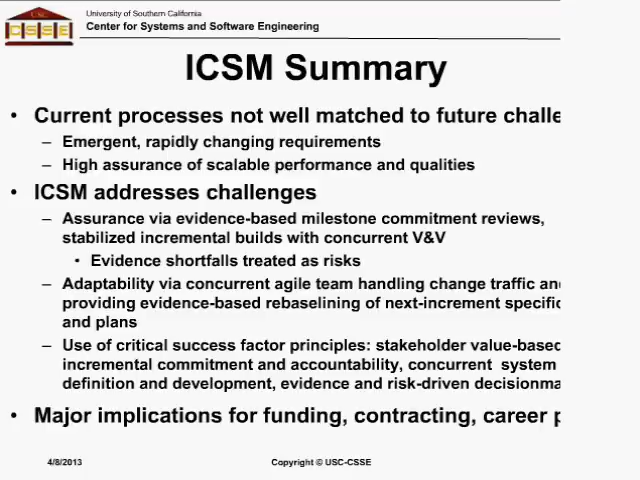 USC
CSSE
University of Southern California
Center for Systems and Software Engineering
ICSM Summary
• Current processes not well matched to future
– Emergent, rapidly changing requirements
– High assurance of scalable performance and qualities
• ICSM addresses challenges
– Assurance via evidence-based milestone commitment reviews,
stabilized incremental builds with concurrent V&V
• Evidence shortfalls treated as risks
– Adaptability via concurrent agile team handling change traffic
providing evidence-based rebaselining of next-increment
and plans
– Use of critical success factor principles: stakeholder value-based
incremental commitment and accountability, concurrent system
definition and development, evidence and risk-driven
• Major implications for funding, contracting, career
4/8/2013
Copyright © USC-CSSE